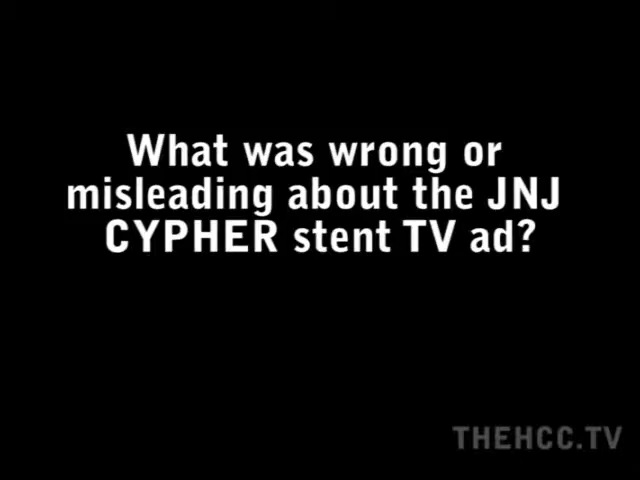 What was wrong or
misleading about the JNJ
CYPHER stent TV ad?
THEHCC.TV